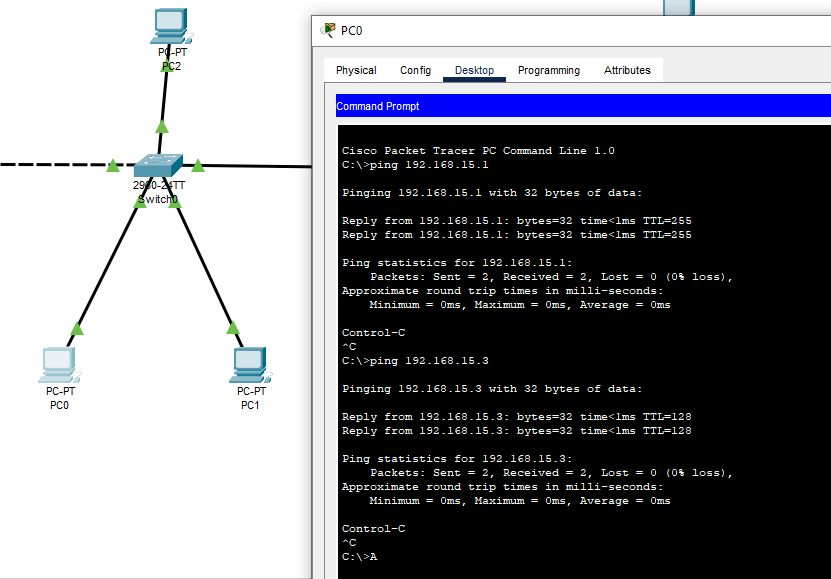 PC-PT
PC2
2960-24TT
Switch0
PC-PT
PC0
PC-PT
PC1
PC0
Physical Config Desktop Programming Attributes
Command Prompt
Cisco Packet Tracer PC Command Line 1.0
C:\>ping 192.168.15.1
Pinging 192.168.15.1 with 32 bytes of data:
Reply from 192.168.15.1: bytes=32 time<1ms TTL=255
Reply from 192.168.15.1: bytes=32 time<1ms TTL=255
Ping statistics for 192.168.15.1:
Packets: Sent = 2, Received = 2, Lost = 0 (0% loss),
Approximate round trip times in milli-seconds:
Minimum = 0ms, Maximum = 0ms, Average = 0ms
Control-C
^C
C:\>ping 192.168.15.3
Pinging 192.168.15.3 with 32 bytes of data:
Reply from 192.168.15.3: bytes=32 time<1ms TTL=128
Reply from 192.168.15.3: bytes=32 time<1ms TTL=128
Ping statistics for 192.168.15.3:
Packets: Sent = 2, Received = 2, Lost = 0 (0% loss),
Approximate round trip times in milli-seconds:
Minimum = 0ms, Maximum = 0ms, Average = 0ms
Control-C
^C
C:\>A